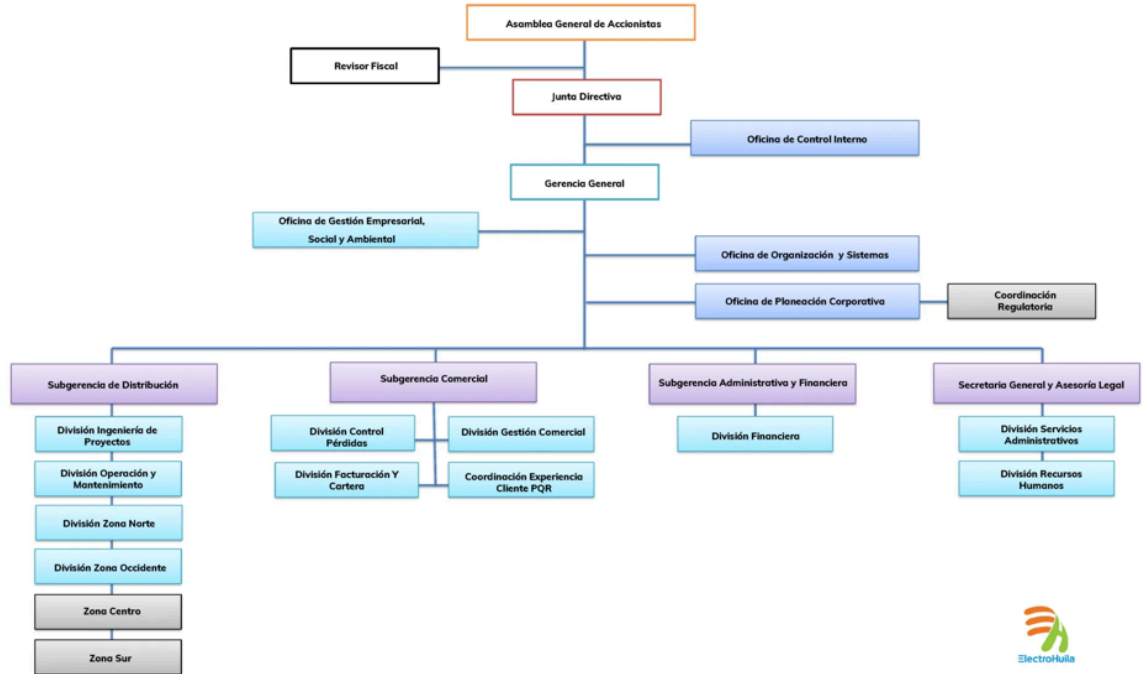 Asamblea General de Accionistas
Revisor Fiscal
Junta Directiva
Oficina de Control Interno
Gerencia General
Oficina de Gestión Empresarial,
Social y Ambiental
Oficina de Organización y Sistemas
Oficina de Planeación Corporativa
Coordinación
Regulatoria
Subgerencia de Distribución
Subgerencia Comercial
Subgerencia Administrativa y Financiera
Secretaria General y Asesoría Legal
División Ingeniería de
Proyectos
División Operación y
Mantenimiento
División Zona Norte
División Zona Occidente
Zona Centro
Zona Sur
División Control
Pérdidas
División Gestión Comercial
División Facturación Y
Cartera
Coordinación Experiencia
Cliente PQR
División Financiera
División Servicios
Administrativos
División Recursos
Humanos
ElectroHuila